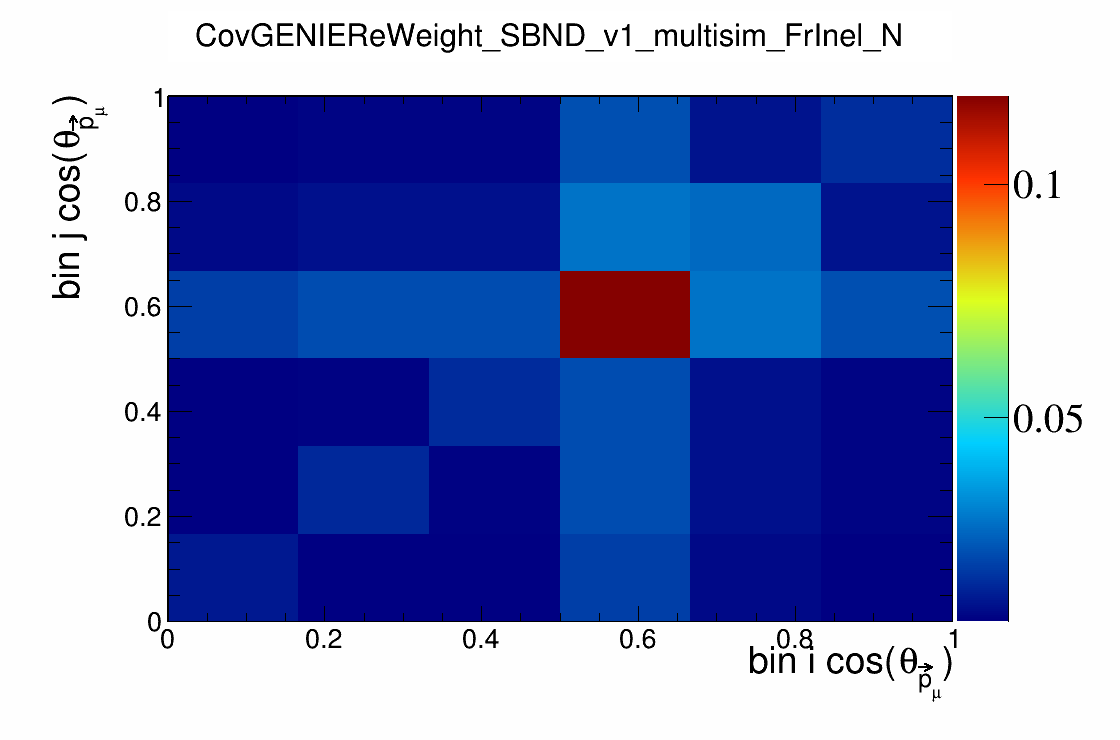 CovGENIEReWeight_SBND_v1_multisim_FrInel_N
bin j cos(θp⃗μ)
1
0.8
0.6
0.4
0.2
0
0 0.2 0.4 0.6 0.8 1
bin i cos(θp⃗μ)
0.1
0.05